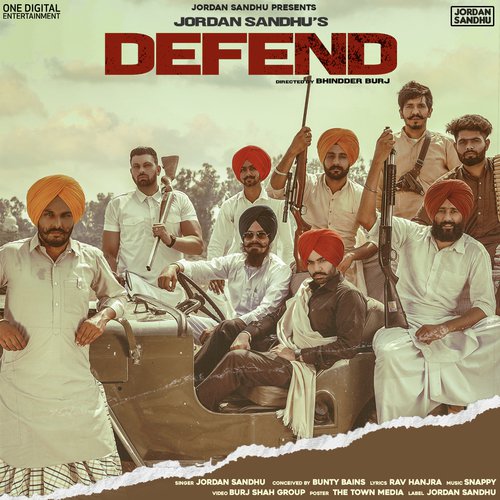 ONE DIGITAL
ENTERTAINMENT
JORDAN SANDHU PRESENTS
JORDAN SANDHU'S
DEFEND
DIRECTED BY BHINDDER BURJ
JORDAN
SANDHU
SINGER JORDAN SANDHU CONCEIVED BY BUNTY BAINS LYRICS RAV HANJRA MUSIC SNAPPY
VIDEO BURJ SHAH GROUP POSTER THE TOWN MEDIA LABEL JORDAN SANDHU